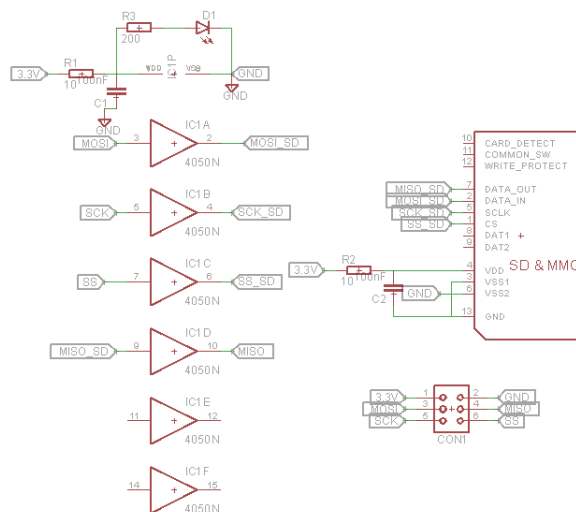 R3
200
D1
3.3V
R1
10
100nF
C1
GND
VDD
IC1P
VSS
GND
GND
MOSI
3
IC1A
2
4050N
MOSI_SD
SCK
5
IC1B
4
4050N
SCK_SD
SS
7
IC1C
6
4050N
SS_SD
MISO_SD
9
IC1D
10
4050N
MISO
11
IC1E
12
4050N
14
IC1F
15
4050N
10 CARD_DETECT
11 COMMON_SW
12 WRITE_PROTECT
MISO_SD 7 DATA_OUT
MOSI_SD 2 DATA_IN
SCK_SD 5 SCLK
SS_SD 1 CS
8 DAT1
9 DAT2
SD & MMC
3.3V
R2
10
100nF
C2
GND
4 VDD
3 VSS1
6 VSS2
13 GND
3.3V 1 2 GND
MOSI 3 4 MISO
SCK 5 6 SS
CON1